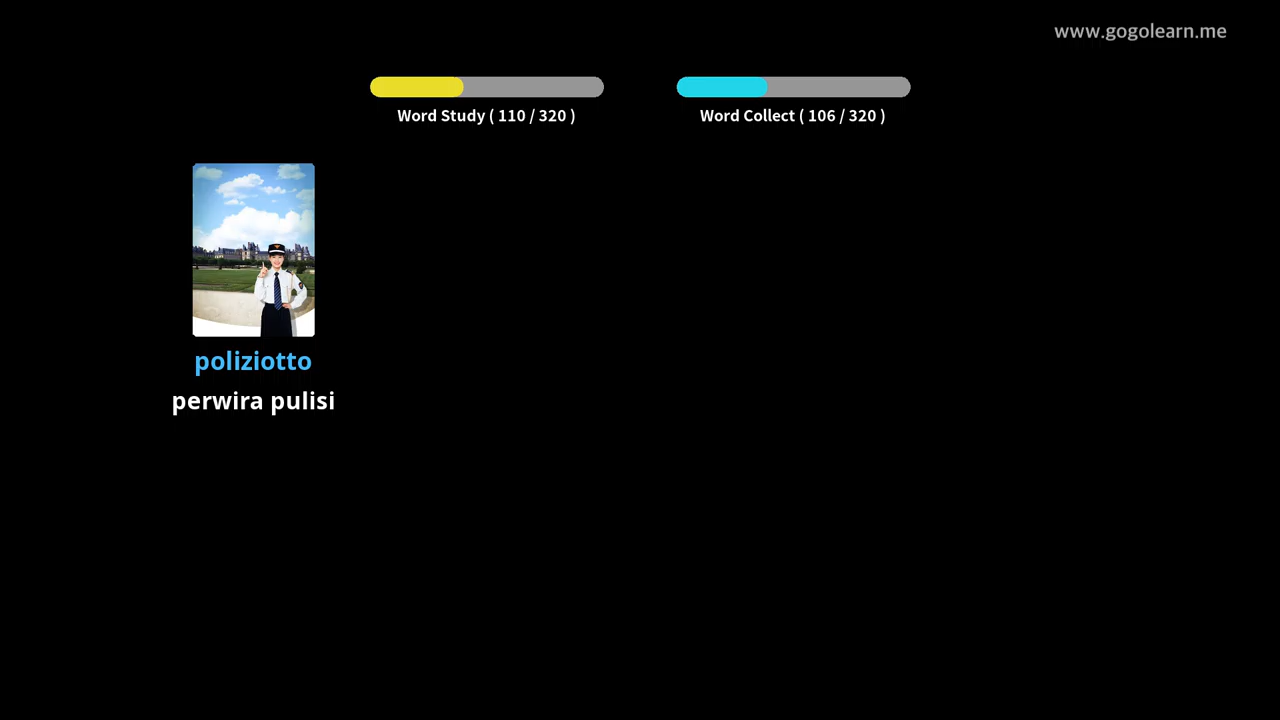 www.gogolearn.me
Word Study ( 110 / 320 )
Word Collect ( 106 / 320 )
poliziotto
perwira pulisi